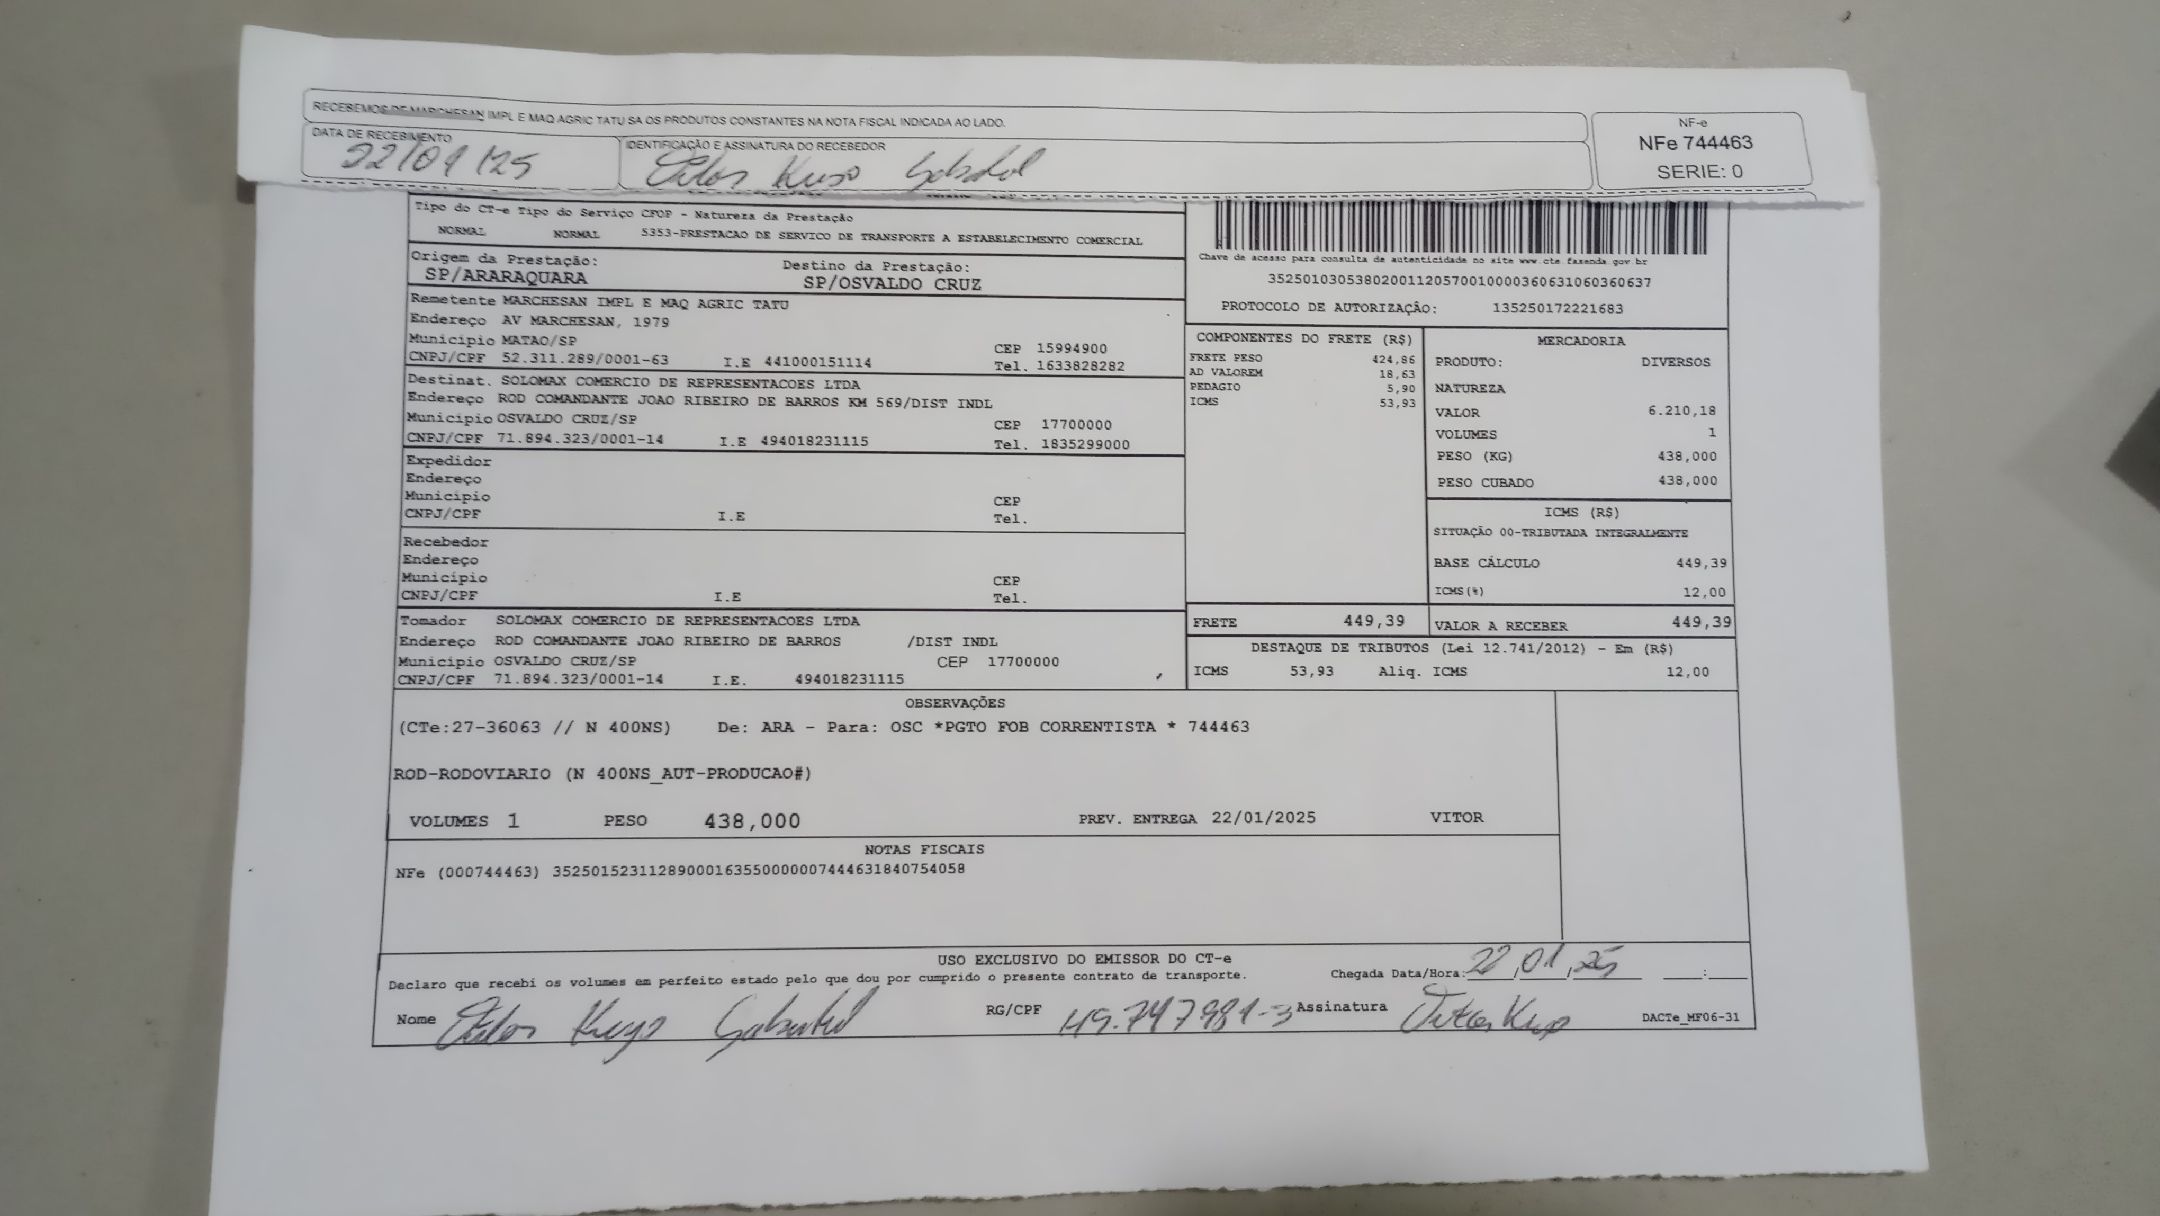 RECEBEMOS DE MARCHESAN IMPL E MAQ AGRIC TATU SA OS PRODUTOS CONSTANTES NA NOTA FISCAL INDICADA AO LADO.
NF-e
NFe 744463
SERIE: 0
DATA DE RECEBIMENTO
22/01/25
IDENTIFICAÇÃO E ASSINATURA DO RECEBEDOR
Tipo do CT-e Tipo do Serviço CFOP - Natureza da Prestação
NORMAL NORMAL 5353-PRESTACAO DE SERVICO DE TRANSPORTE A ESTABELECIMENTO COMERCIAL
Origem da Prestação: Destino da Prestação:
SP/ARARAQUARA SP/OSVALDO CRUZ
Chave de acesso para consulta de autenticidade no site www.cte.fazenda.gov.br
35250103053802001120570010000360631060360637
PROTOCOLO DE AUTORIZAÇÃO: 135250172221683
Remetente MARCHESAN IMPL E MAQ AGRIC TATU
Endereço AV MARCHESAN, 1979
Município MATAO/SP CEP 15994900
CNPJ/CPF 52.311.289/0001-63 I.E 441000151114 Tel. 1633828282
Destinat. SOLOMAX COMERCIO DE REPRESENTACOES LTDA
Endereço ROD COMANDANTE JOAO RIBEIRO DE BARROS KM 569/DIST INDL
Município OSVALDO CRUZ/SP CEP 17700000
CNPJ/CPF 71.894.323/0001-14 I.E 494018231115 Tel. 1835299000
Expedidor
Endereço
Município CEP
CNPJ/CPF I.E Tel.
Recebedor
Endereço
Município CEP
CNPJ/CPF I.E Tel.
Tomador SOLOMAX COMERCIO DE REPRESENTACOES LTDA
Endereço ROD COMANDANTE JOAO RIBEIRO DE BARROS /DIST INDL
Município OSVALDO CRUZ/SP CEP 17700000
CNPJ/CPF 71.894.323/0001-14 I.E. 494018231115
COMPONENTES DO FRETE (R$)
FRETE PESO 424,86
AD VALOREM 18,63
PEDAGIO 5,90
ICMS 53,93
MERCADORIA
PRODUTO: DIVERSOS
NATUREZA
VALOR 6.210,18
VOLUMES 1
PESO (KG) 438,000
PESO CUBADO 438,000
ICMS (R$)
SITUAÇÃO 00-TRIBUTADA INTEGRALMENTE
BASE CÁLCULO 449,39
ICMS(%) 12,00
FRETE 449,39 VALOR A RECEBER 449,39
DESTAQUE DE TRIBUTOS (Lei 12.741/2012) - Em (R$)
ICMS 53,93 Aliq. ICMS 12,00
OBSERVAÇÕES
(CTe:27-36063 // N 400NS) De: ARA - Para: OSC *PGTO FOB CORRENTISTA * 744463
ROD-RODOVIARIO (N 400NS_AUT-PRODUCAO#)
VOLUMES 1 PESO 438,000 PREV. ENTREGA 22/01/2025 VITOR
NOTAS FISCAIS
NFe (000744463) 35250152311289000163550000007444631840754058
USO EXCLUSIVO DO EMISSOR DO CT-e
Declaro que recebi os volumes em perfeito estado pelo que dou por cumprido o presente contrato de transporte. Chegada Data/Hora: 22/01/25 __:__
Nome RG/CPF 49.747981-3 Assinatura DACTe_MF06-31